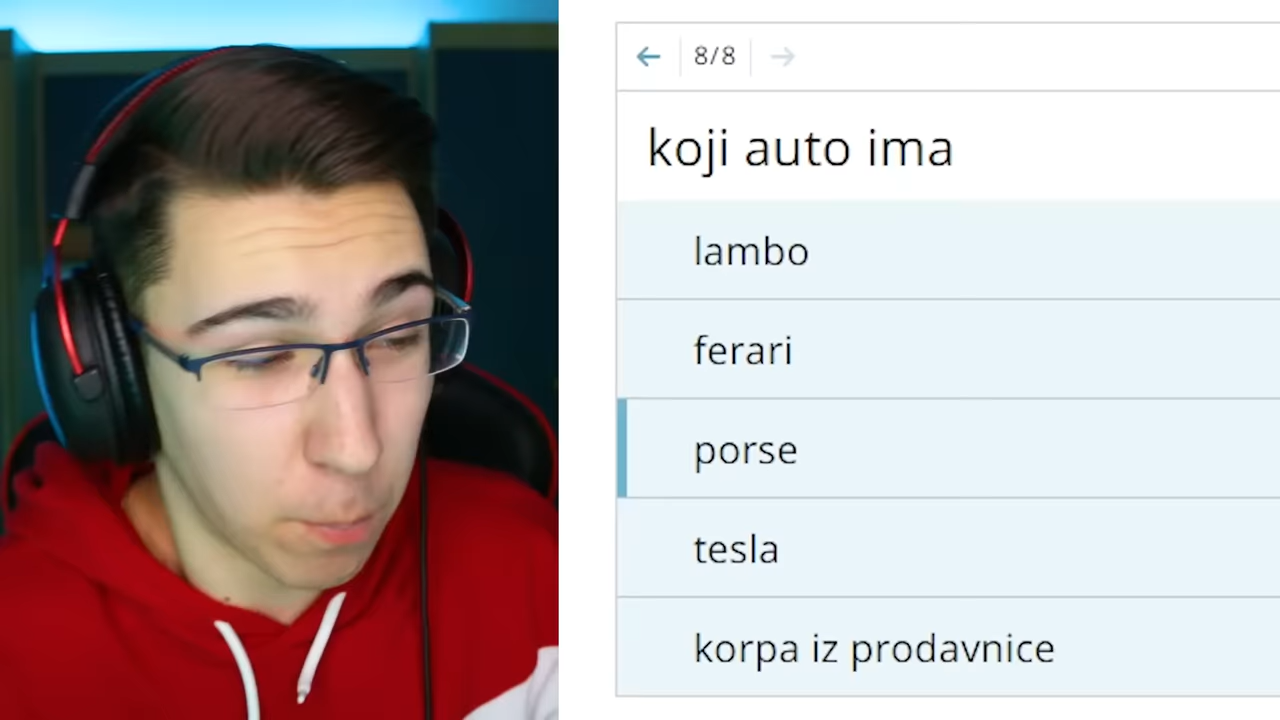 8/8
koji auto ima
lambo
ferari
porse
tesla
korpa iz prodavnice